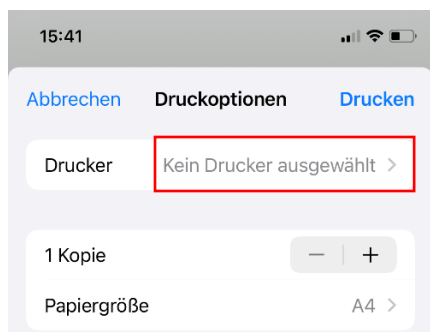 15:41
Abbrechen Druckoptionen Drucken
Drucker Kein Drucker ausgewählt
1 Kopie
Papiergröße A4